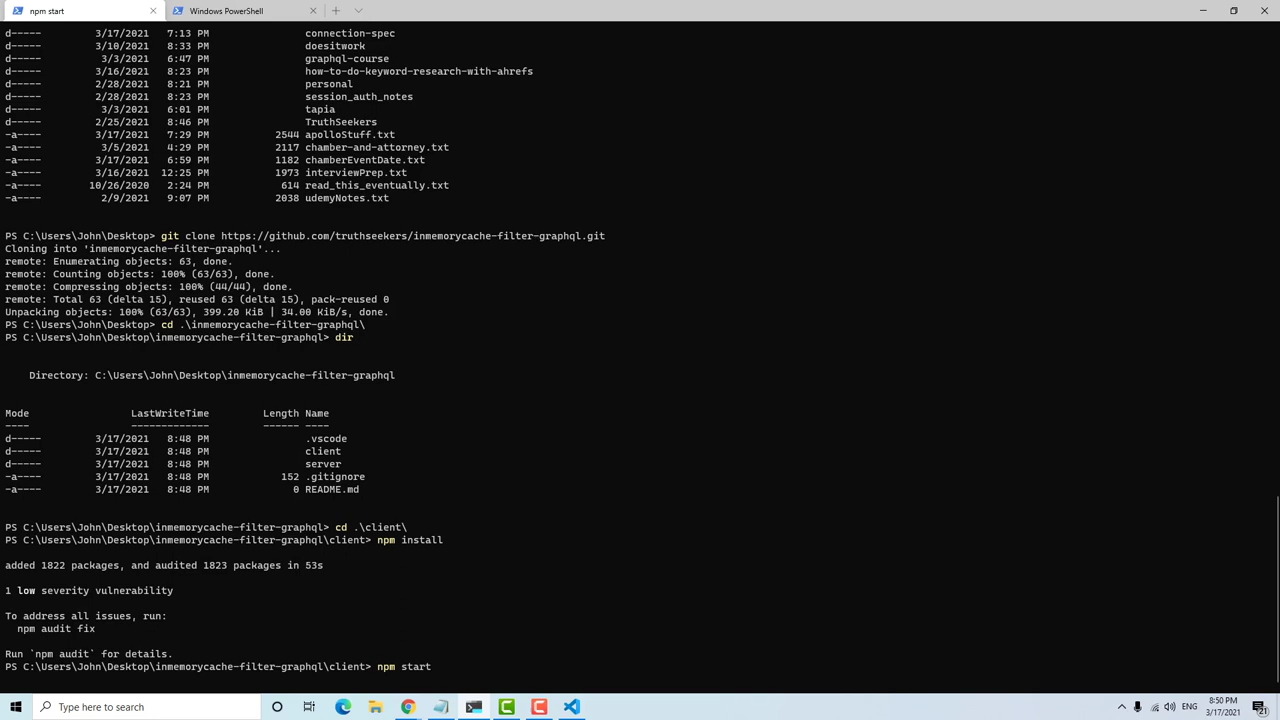 npm start
Windows PowerShell
d----- 3/17/2021 7:13 PM connection-spec
d----- 3/10/2021 8:33 PM doesitwork
d----- 3/3/2021 6:47 PM graphql-course
d----- 3/16/2021 8:23 PM how-to-do-keyword-research-with-ahrefs
d----- 2/28/2021 8:21 PM personal
d----- 2/28/2021 8:23 PM session_auth_notes
d----- 3/3/2021 6:01 PM tapia
d----- 2/25/2021 8:46 PM TruthSeekers
-a---- 3/17/2021 7:29 PM 2544 apolloStuff.txt
-a---- 3/5/2021 4:29 PM 2117 chamber-and-attorney.txt
-a---- 3/17/2021 6:59 PM 1182 chamberEventDate.txt
-a---- 3/16/2021 12:25 PM 1973 interviewPrep.txt
-a---- 10/26/2020 2:24 PM 614 read_this_eventually.txt
-a---- 2/9/2021 9:07 PM 2038 udemyNotes.txt
PS C:\Users\John\Desktop> git clone https://github.com/truthseekers/inmemorycache-filter-graphql.git
Cloning into 'inmemorycache-filter-graphql'...
remote: Enumerating objects: 63, done.
remote: Counting objects: 100% (63/63), done.
remote: Compressing objects: 100% (44/44), done.
remote: Total 63 (delta 15), reused 63 (delta 15), pack-reused 0
Unpacking objects: 100% (63/63), 399.20 KiB | 34.00 KiB/s, done.
PS C:\Users\John\Desktop> cd .\inmemorycache-filter-graphql\
PS C:\Users\John\Desktop\inmemorycache-filter-graphql> dir
Directory: C:\Users\John\Desktop\inmemorycache-filter-graphql
Mode LastWriteTime Length Name
---- ------------- ------ ----
d----- 3/17/2021 8:48 PM .vscode
d----- 3/17/2021 8:48 PM client
d----- 3/17/2021 8:48 PM server
-a---- 3/17/2021 8:48 PM 152 .gitignore
-a---- 3/17/2021 8:48 PM 0 README.md
PS C:\Users\John\Desktop\inmemorycache-filter-graphql> cd .\client\
PS C:\Users\John\Desktop\inmemorycache-filter-graphql\client> npm install
added 1822 packages, and audited 1823 packages in 53s
1 low severity vulnerability
To address all issues, run:
npm audit fix
Run `npm audit` for details.
PS C:\Users\John\Desktop\inmemorycache-filter-graphql\client> npm start
Type here to search
ENG
8:50 PM
3/17/2021
21